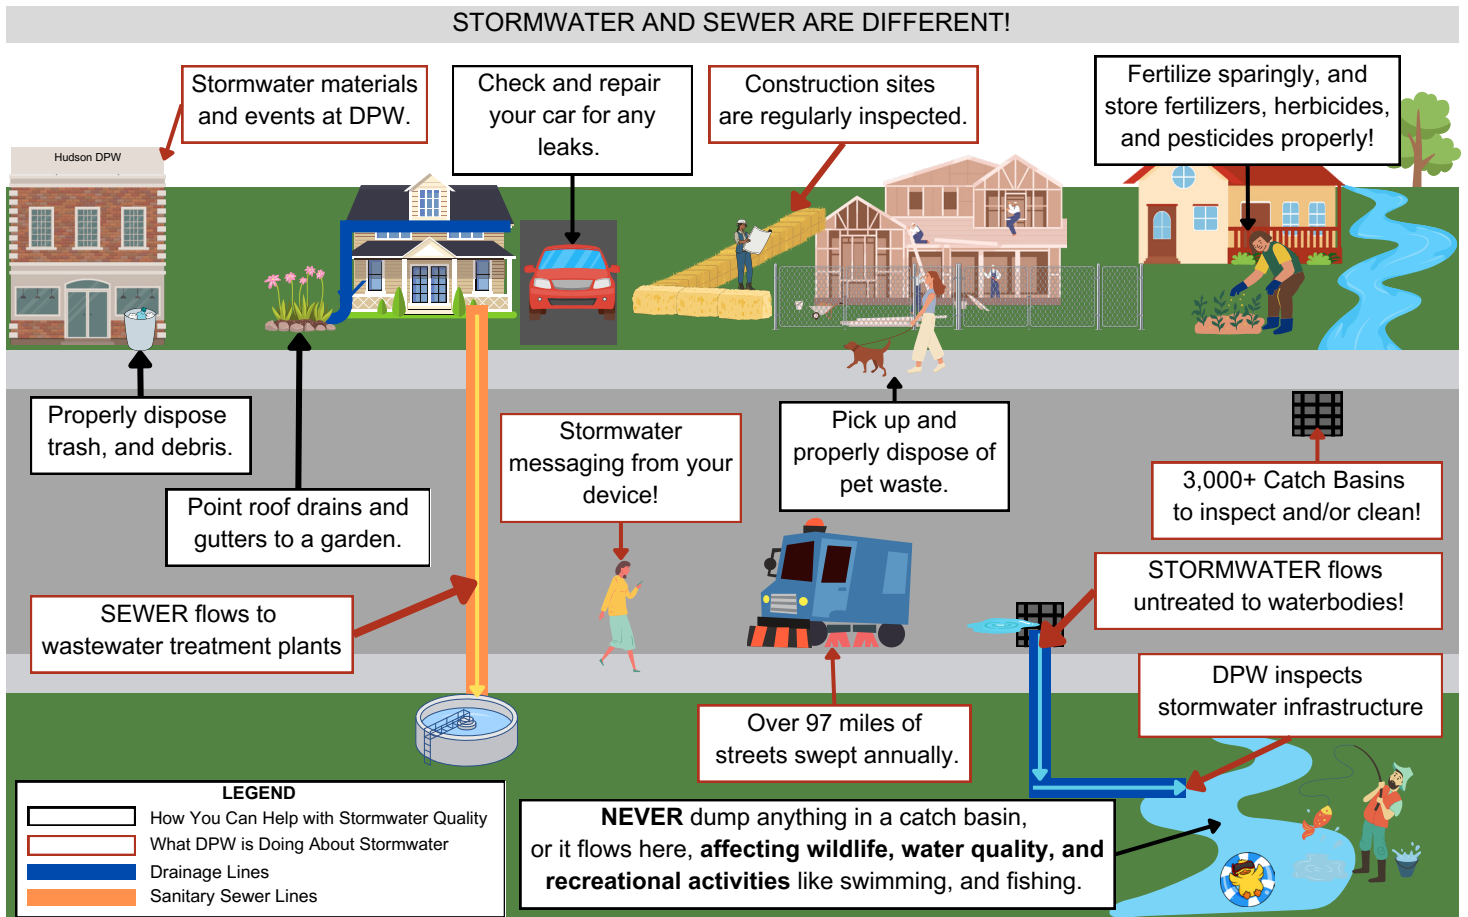 STORMWATER AND SEWER ARE DIFFERENT!
Stormwater materials
and events at DPW.
Check and repair
your car for any
leaks.
Construction sites
are regularly inspected.
Fertilize sparingly, and
store fertilizers, herbicides,
and pesticides properly!
Hudson DPW
Properly dispose
trash, and debris.
Point roof drains and
gutters to a garden.
Stormwater
messaging from your
device!
Pick up and
properly dispose of
pet waste.
3,000+ Catch Basins
to inspect and/or clean!
SEWER flows to
wastewater treatment plants
STORMWATER flows
untreated to waterbodies!
DPW inspects
stormwater infrastructure
Over 97 miles of
streets swept annually.
LEGEND
How You Can Help with Stormwater Quality
What DPW is Doing About Stormwater
Drainage Lines
Sanitary Sewer Lines
NEVER dump anything in a catch basin,
or it flows here, affecting wildlife, water quality, and
recreational activities like swimming, and fishing.